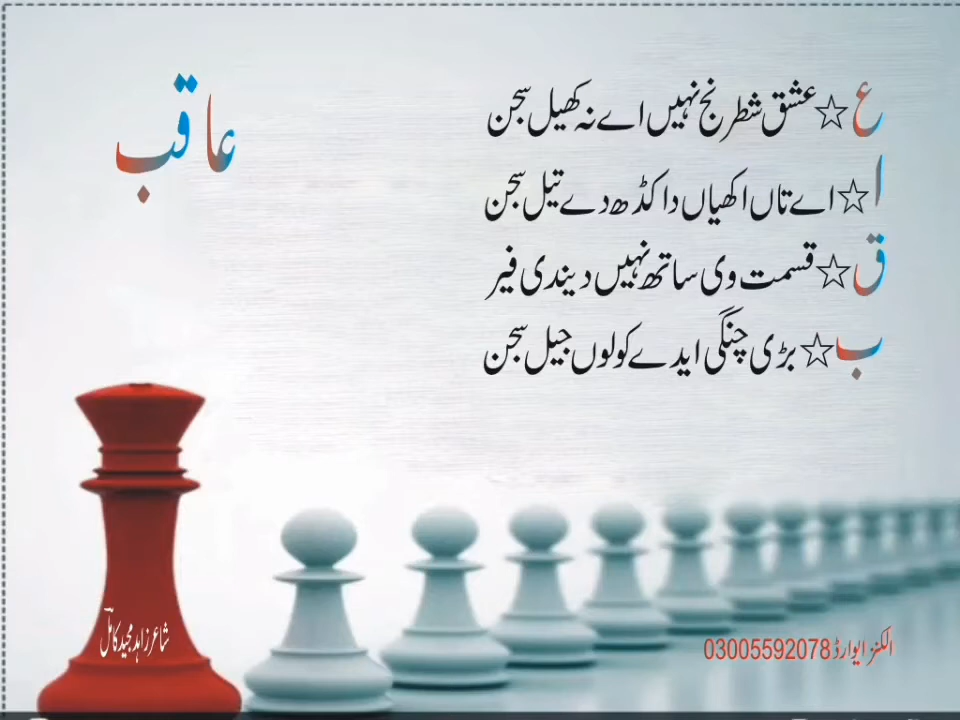 عاقب
ع☆عشق شطرنج نہیں اے نہ کھیل سجن
ا☆اے تاں اکھیاں دا کڈھ دے تیل سجن
ق☆قسمت وی ساتھ نہیں دیندی فیر
ب☆بڑی چنگی ایدے کولوں جیل سجن
شاعر زاہد مجید کامل
الکنز ایوارڈ 03005592078